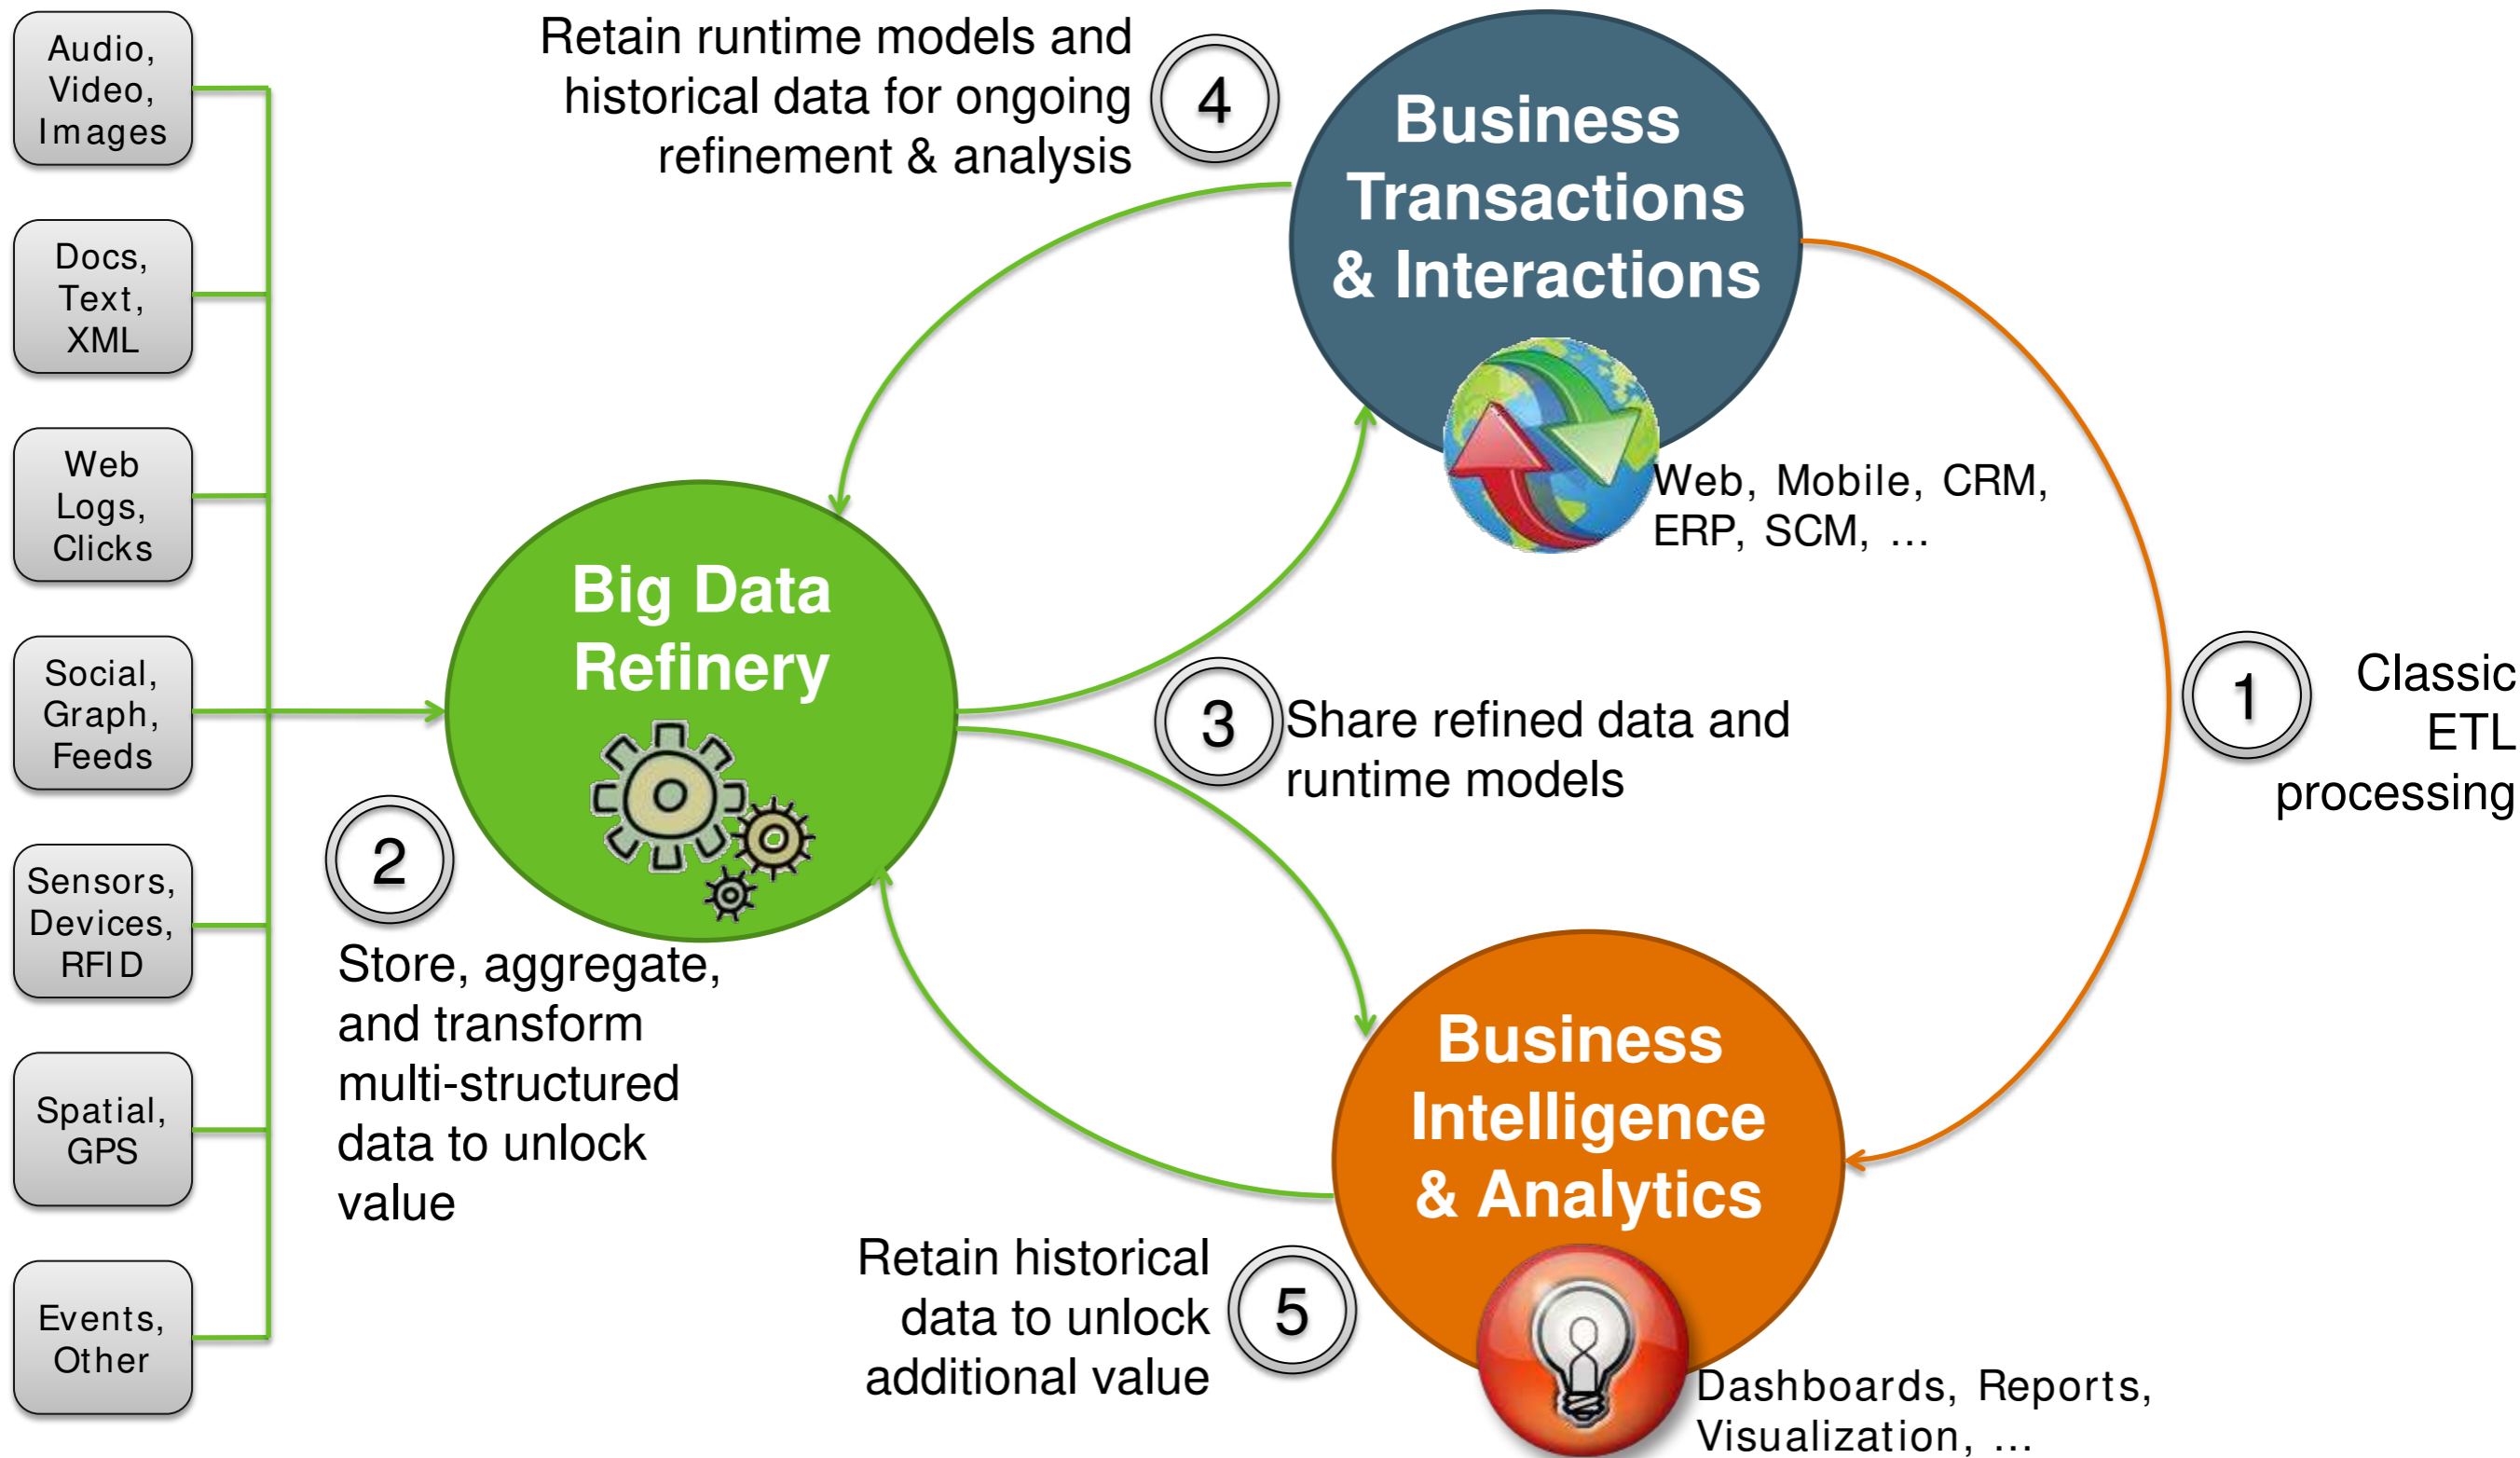 Audio,
Video,
Images
Docs,
Text,
XML
Web
Logs,
Clicks
Social,
Graph,
Feeds
Sensors,
Devices,
RFID
Spatial,
GPS
Events,
Other
Retain runtime models and
historical data for ongoing
refinement & analysis
4
Business
Transactions
& Interactions
Web, Mobile, CRM,
ERP, SCM, ...
Big Data
Refinery
1
Classic
ETL
processing
3
Share refined data and
runtime models
2
Store, aggregate,
and transform
multi-structured
data to unlock
value
Business
Intelligence
& Analytics
Retain historical
data to unlock
additional value
5
Dashboards, Reports,
Visualization, ...